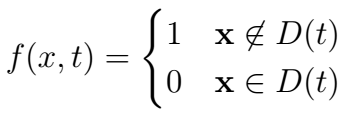 f(x, t) = { 1 𝐱 ∉ D(t)
0 𝐱 ∈ D(t)